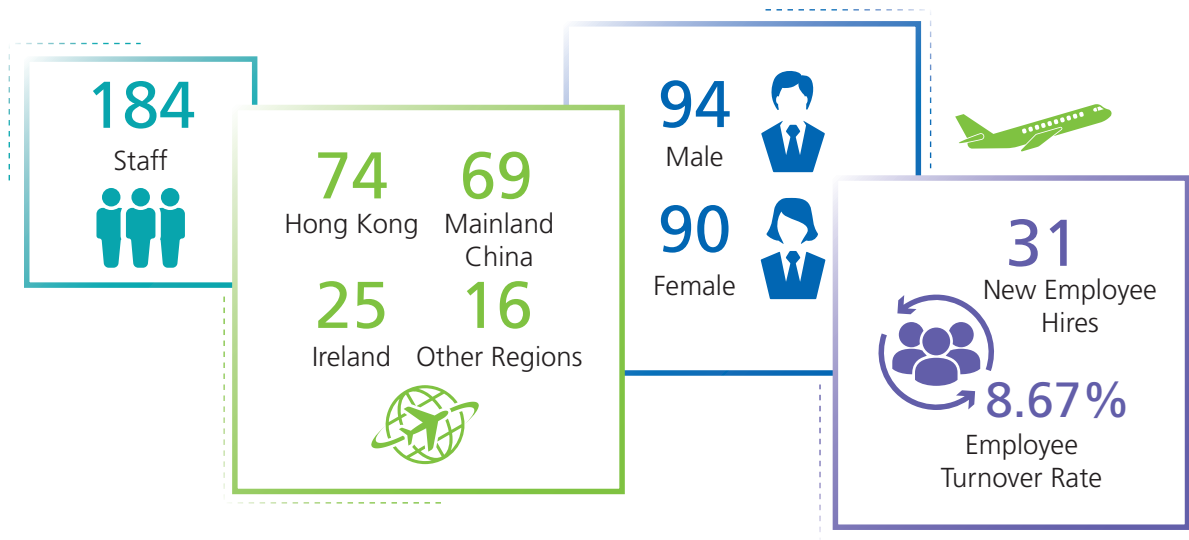 184
Staff
74
Hong Kong
69
Mainland
China
25
Ireland
16
Other Regions
94
Male
90
Female
31
New Employee
Hires
8.67%
Employee
Turnover Rate